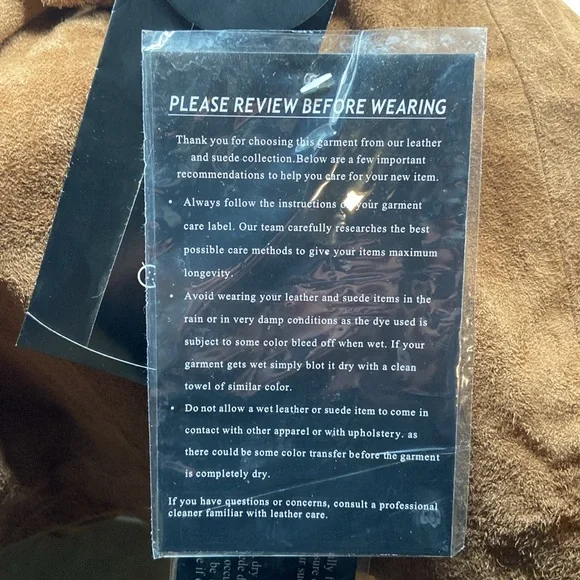 PLEASE REVIEW BEFORE WEARING
Thank you for choosing this garment from our leather
and suede collection.Below are a few important
recommendations to help you care for your new item.
• Always follow the instructions on your garment
care label. Our team carefully researches the best
possible care methods to give your items maximum
longevity.
• Avoid wearing your leather and suede items in the
rain or in very damp conditions as the dye used is
subject to some color bleed off when wet. If your
garment gets wet simply blot it dry with a clean
towel of similar color.
• Do not allow a wet leather or suede item to come in
contact with other apparel or with upholstery. as
there could be some color transfer before the garment
is completely dry.
If you have questions or concerns, consult a professional
cleaner familiar with leather care.